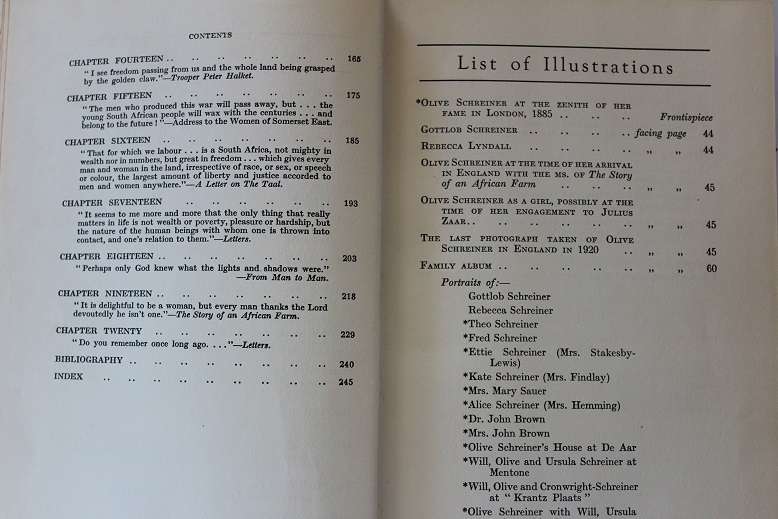 CONTENTS
CHAPTER FOURTEEN .. .. .. .. .. .. .. 165
" I see freedom passing from us and the whole land being grasped
by the golden claw."—Trooper Peter Halket.
CHAPTER FIFTEEN .. .. .. .. .. .. .. 175
" The men who produced this war will pass away, but . . . the
young South African people will wax with the centuries . . . and
belong to the future ! "—Address to the Women of Somerset East.
CHAPTER SIXTEEN .. .. .. .. .. .. .. 185
" That for which we labour . . . is a South Africa, not mighty in
wealth nor in numbers, but great in freedom . . . which gives every
man and woman in the land, irrespective of race, or sex, or speech
or colour, the largest amount of liberty and justice accorded to
men and women anywhere."—A Letter on The Taal.
CHAPTER SEVENTEEN .. .. .. .. .. .. 193
" It seems to me more and more that the only thing that really
matters in life is not wealth or poverty, pleasure or hardship, but
the nature of the human beings with whom one is thrown into
contact, and one's relation to them."—Letters.
CHAPTER EIGHTEEN .. .. .. .. .. .. 203
" Perhaps only God knew what the lights and shadows were."
—From Man to Man.
CHAPTER NINETEEN .. .. .. .. .. .. .. 218
" It is delightful to be a woman, but every man thanks the Lord
devoutedly he isn't one."—The Story of an African Farm.
CHAPTER TWENTY .. .. .. .. .. .. .. 229
" Do you remember once long ago. . . ."—Letters.
BIBLIOGRAPHY .. .. .. .. .. .. .. .. 240
INDEX .. .. .. .. .. .. .. .. 245
List of Illustrations
*OLIVE SCHREINER AT THE ZENITH OF HER
FAME IN LONDON, 1885 .. .. .. Frontispiece
GOTTLOB SCHREINER .. .. .. .. facing page 44
REBECCA LYNDALL .. .. .. .. ,, ,, 44
OLIVE SCHREINER AT THE TIME OF HER ARRIVAL
IN ENGLAND WITH THE MS. OF The Story
of an African Farm .. .. .. ,, ,, 45
OLIVE SCHREINER AS A GIRL, POSSIBLY AT THE
TIME OF HER ENGAGEMENT TO JULIUS
ZAAR.. .. .. .. .. .. ,, ,, 45
THE LAST PHOTOGRAPH TAKEN OF OLIVE
SCHREINER IN ENGLAND IN 1920 .. ,, ,, 45
FAMILY ALBUM .. .. .. .. .. ,, ,, 60
Portraits of:—
Gottlob Schreiner
Rebecca Schreiner
*Theo Schreiner
*Fred Schreiner
*Ettie Schreiner (Mrs. Stakesby-
Lewis)
*Kate Schreiner (Mrs. Findlay)
*Mrs. Mary Sauer
*Alice Schreiner (Mrs. Hemming)
*Dr. John Brown
*Mrs. John Brown
*Olive Schreiner's House at De Aar
*Will, Olive and Ursula Schreiner at
Mentone
*Will, Olive and Cronwright-Schreiner
at " Krantz Plaats "
*Olive Schreiner with Will, Ursula